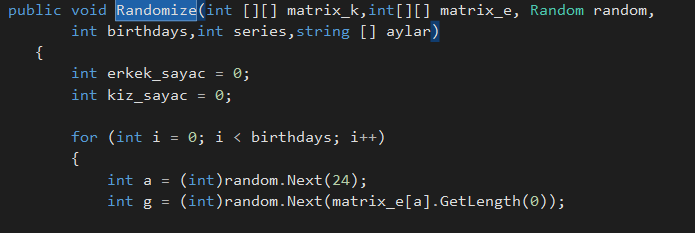 public void Randomize(int [][] matrix_k,int[][] matrix_e, Random random,
int birthdays,int series,string [] aylar)
{
int erkek_sayac = 0;
int kiz_sayac = 0;
for (int i = 0; i < birthdays; i++)
{
int a = (int)random.Next(24);
int g = (int)random.Next(matrix_e[a].GetLength(0));